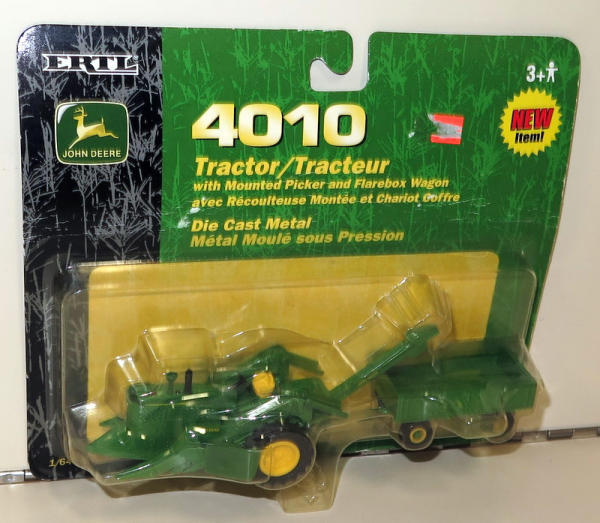 ERTL
JOHN DEERE
4010
Tractor/Tracteur
with Mounted Picker and Flarebox Wagon
avec Récoulteuse Montée et Chariot Coffre
Die Cast Metal
Métal Moulé sous Pression
3+
NEW
item!